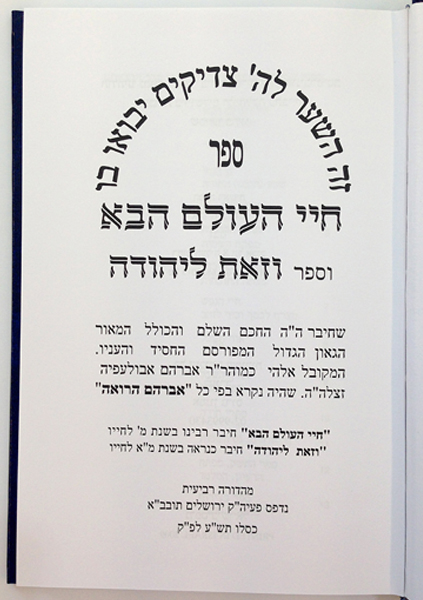 זה השער לה' צדיקים יבואו בו
ספר
חיי העולם הבא
וספר וזאת ליהודה
שחיבר ה"ה החכם השלם והכולל המאור
הגאון הגדול המפורסם החסיד והעניו.
המקובל אלהי כמוהר"ר אברהם אבולעפיה
זצלה"ה. שהיה נקרא בפי כל "אברהם הרואה"
"חיי העולם הבא" חיבר רבינו בשנת מ' לחייו
"וזאת ליהודה" חיבר כנראה בשנת מ"א לחייו
מהדורה רביעית
נדפס פעיה"ק ירושלים תובב"א
כסלו תש"ע לפ"ק